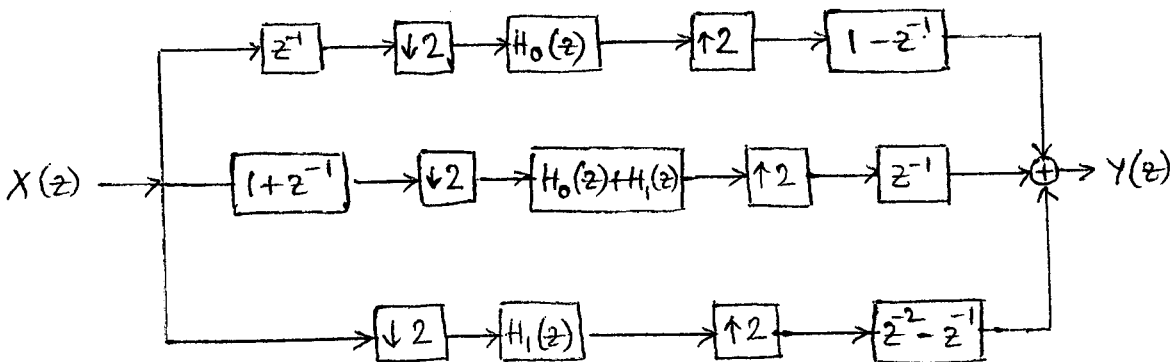 z⁻¹ ↓2 H₀(z) ↑2 1 - z⁻¹
X(z) 1 + z⁻¹ ↓2 H₀(z)+H₁(z) ↑2 z⁻¹ + Y(z)
↓2 H₁(z) ↑2 z⁻² - z⁻¹